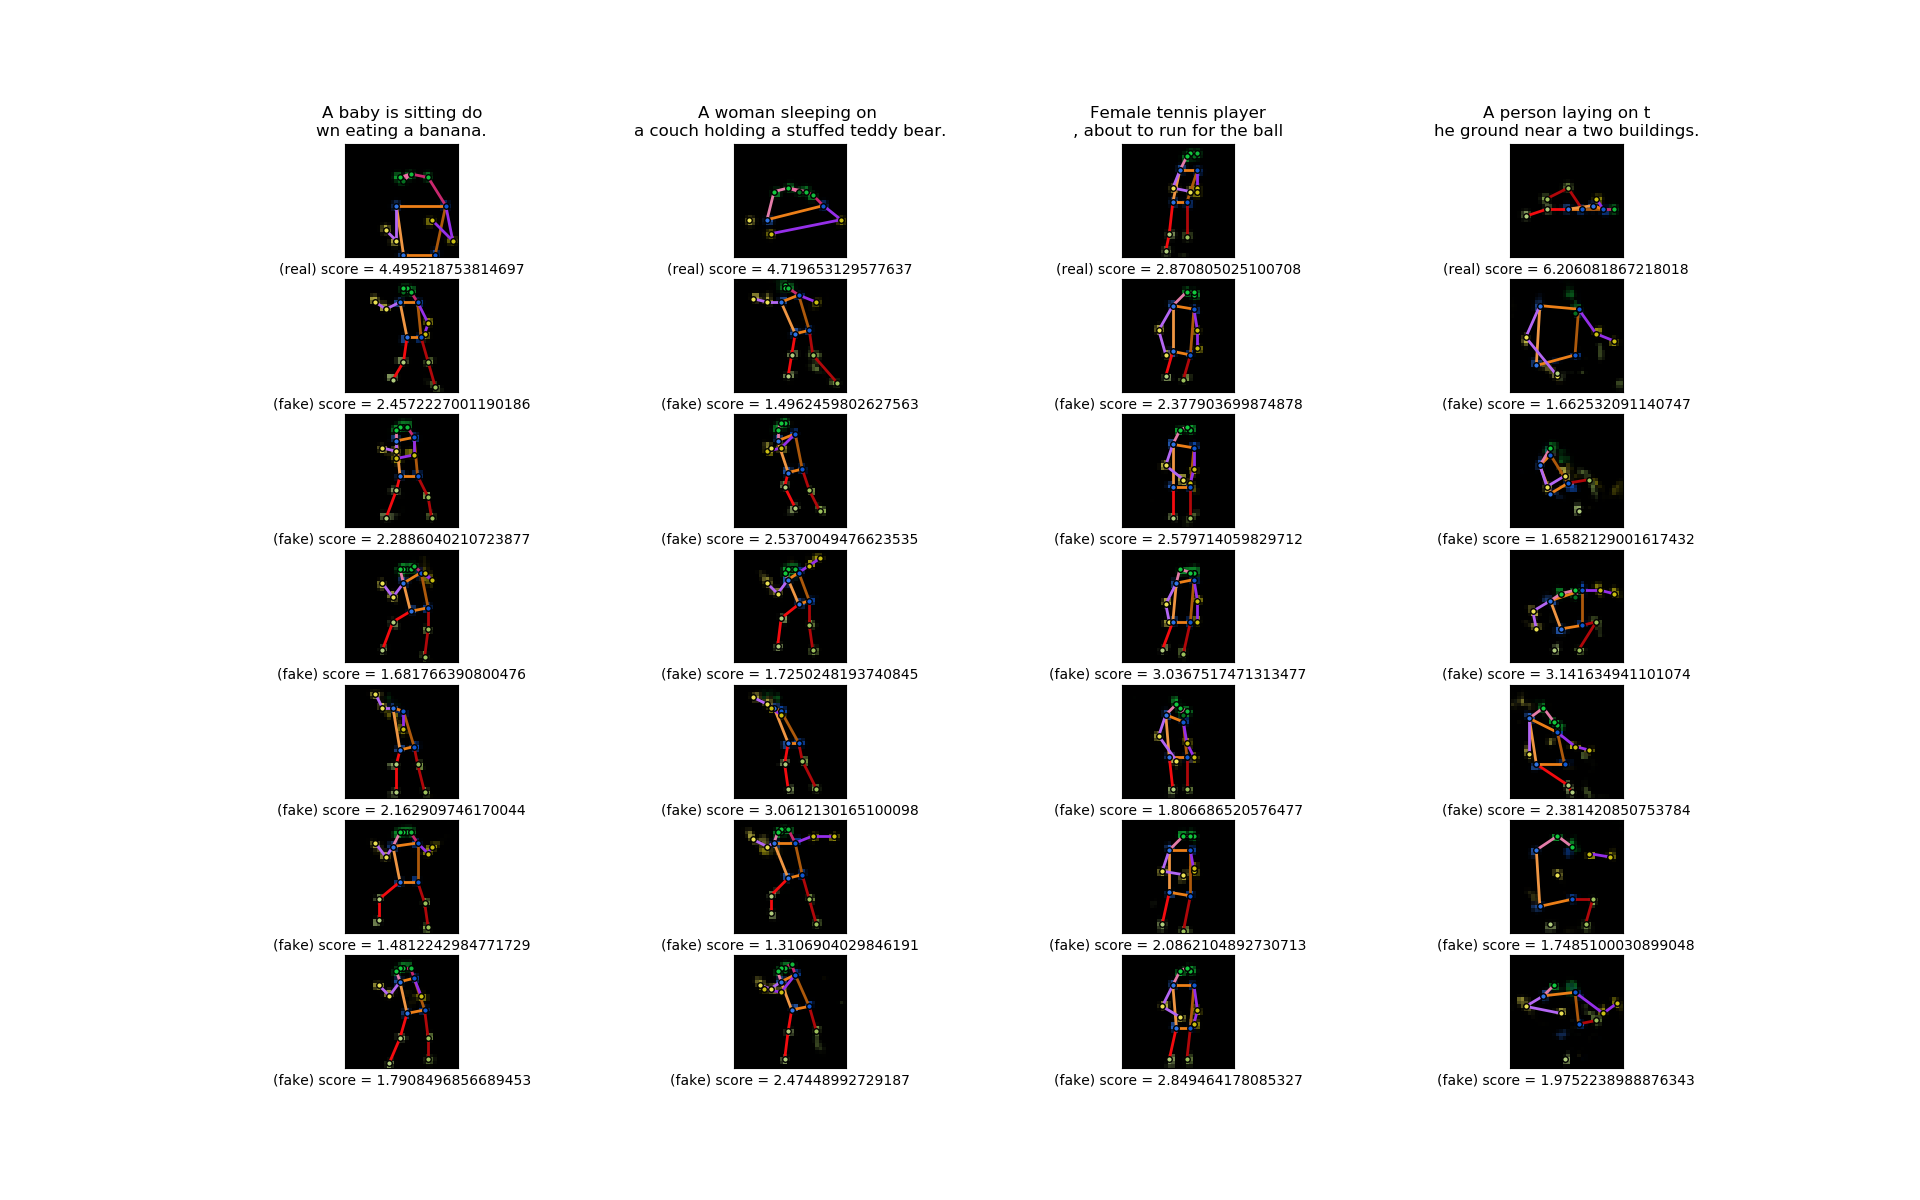 A baby is sitting do
wn eating a banana.
A woman sleeping on
a couch holding a stuffed teddy bear.
Female tennis player
, about to run for the ball
A person laying on t
he ground near a two buildings.
(real) score = 4.495218753814697
(real) score = 4.719653129577637
(real) score = 2.870805025100708
(real) score = 6.206081867218018
(fake) score = 2.4572227001190186
(fake) score = 1.4962459802627563
(fake) score = 2.377903699874878
(fake) score = 1.662532091140747
(fake) score = 2.2886040210723877
(fake) score = 2.5370049476623535
(fake) score = 2.579714059829712
(fake) score = 1.6582129001617432
(fake) score = 1.681766390800476
(fake) score = 1.7250248193740845
(fake) score = 3.0367517471313477
(fake) score = 3.141634941101074
(fake) score = 2.162909746170044
(fake) score = 3.0612130165100098
(fake) score = 1.806686520576477
(fake) score = 2.381420850753784
(fake) score = 1.4812242984771729
(fake) score = 1.3106904029846191
(fake) score = 2.0862104892730713
(fake) score = 1.7485100030899048
(fake) score = 1.7908496856689453
(fake) score = 2.47448992729187
(fake) score = 2.849464178085327
(fake) score = 1.9752238988876343